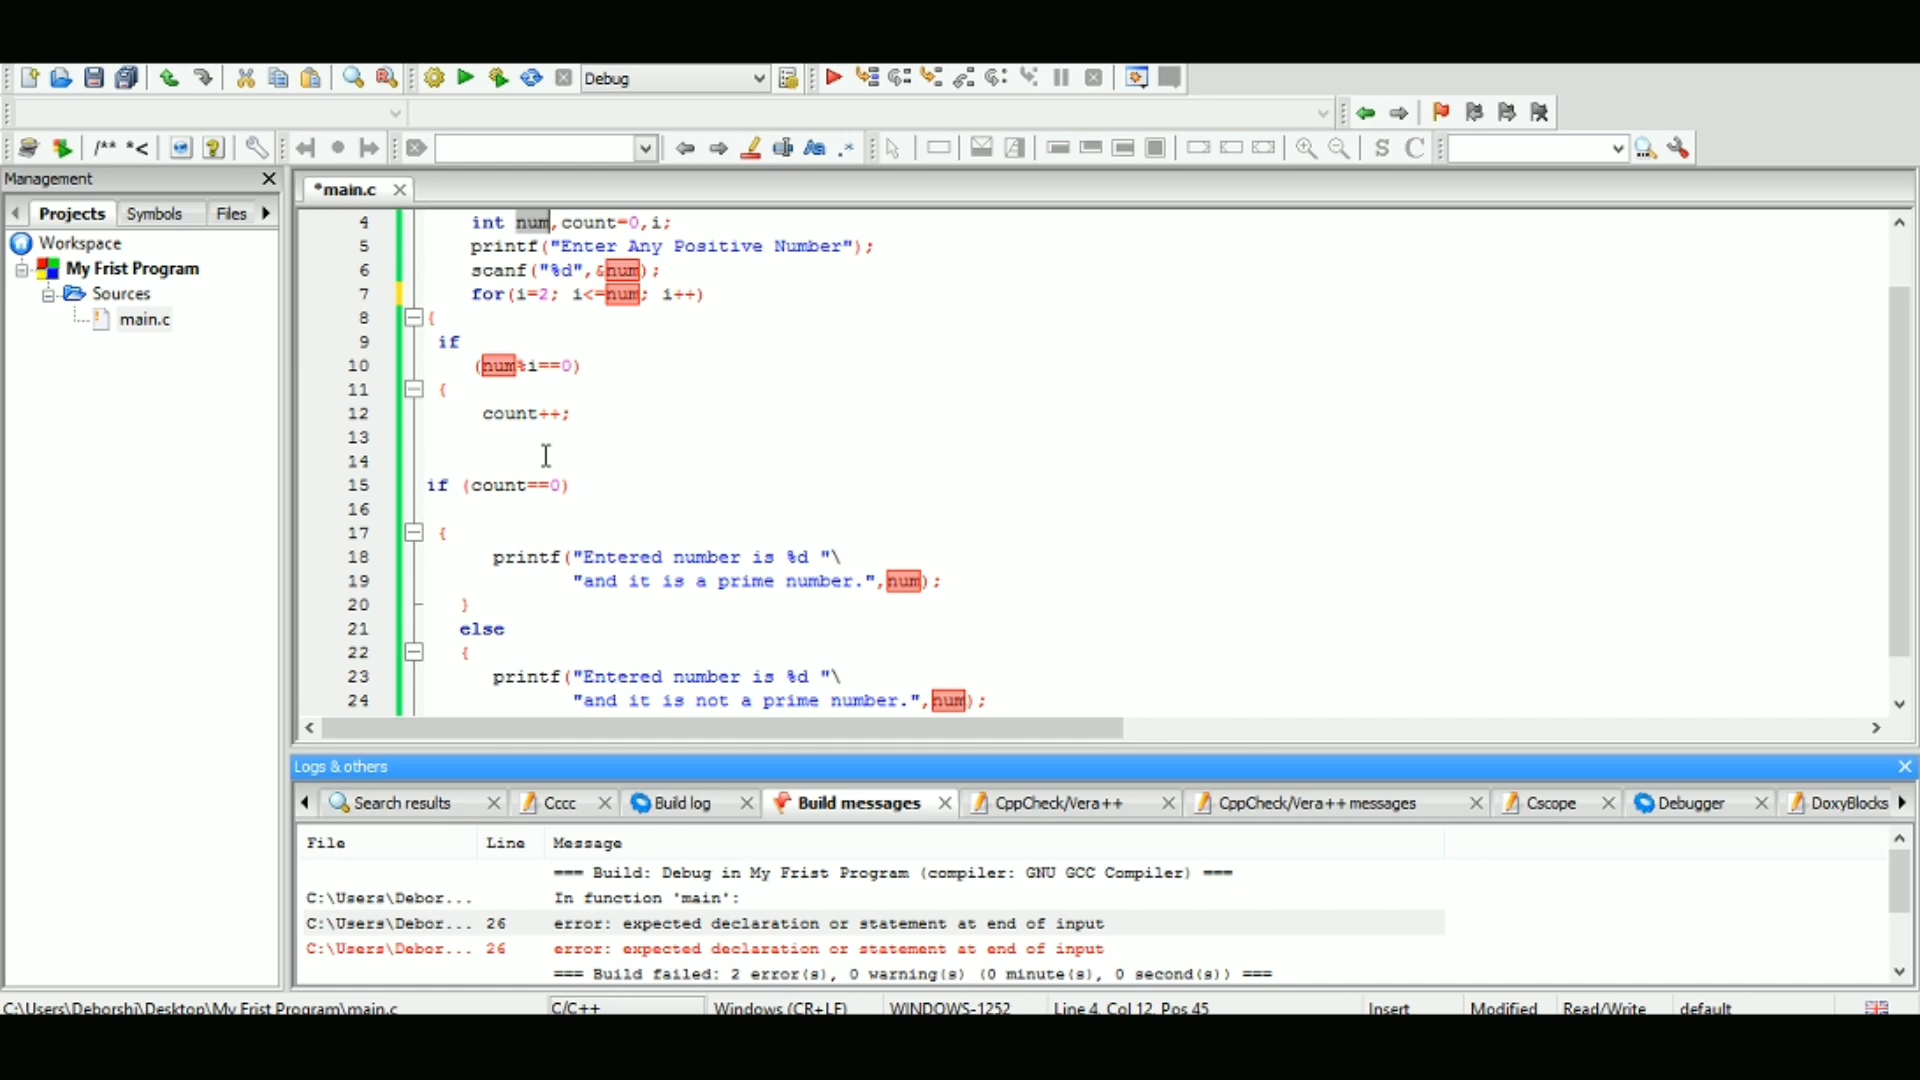 Debug
/** *<
Aa .*
S C
Management
Projects Symbols Files
Workspace
My Frist Program
Sources
main.c
*main.c
4 int num,count=0,i;
5 printf("Enter Any Positive Number");
6 scanf("%d",&num);
7 for(i=2; i<=num; i++)
8 {
9 if
10 (num%i==0)
11 {
12 count++;
13
14
15 if (count==0)
16
17 {
18 printf("Entered number is %d "\
19 "and it is a prime number.",num);
20 }
21 else
22 {
23 printf("Entered number is %d "\
24 "and it is not a prime number.",num);
Logs & others
Search results Cccc Build log Build messages CppCheck/Vera++ CppCheck/Vera++ messages Cscope Debugger DoxyBlocks
File Line Message
=== Build: Debug in My Frist Program (compiler: GNU GCC Compiler) ===
C:\Users\Debor... In function 'main':
C:\Users\Debor... 26 error: expected declaration or statement at end of input
C:\Users\Debor... 26 error: expected declaration or statement at end of input
=== Build failed: 2 error(s), 0 warning(s) (0 minute(s), 0 second(s)) ===
C:\Users\Deborshi\Desktop\My Frist Program\main.c C/C++ Windows (CR+LF) WINDOWS-1252 Line 4, Col 12, Pos 45 Insert Modified Read/Write default